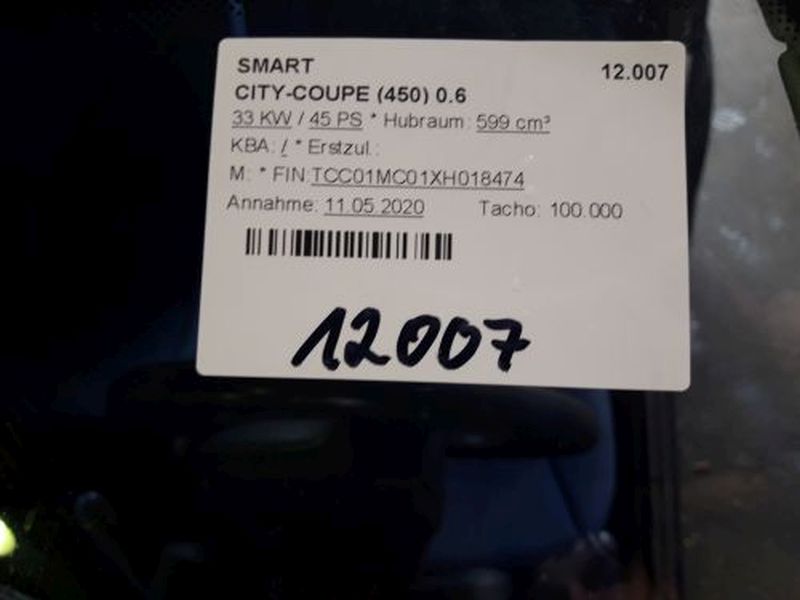 SMART 12.007
CITY-COUPE (450) 0.6
33 KW / 45 PS * Hubraum: 599 cm³
KBA: / * Erstzul.:
M: * FIN:TCC01MC01XH018474
Annahme: 11.05.2020 Tacho: 100.000
12007